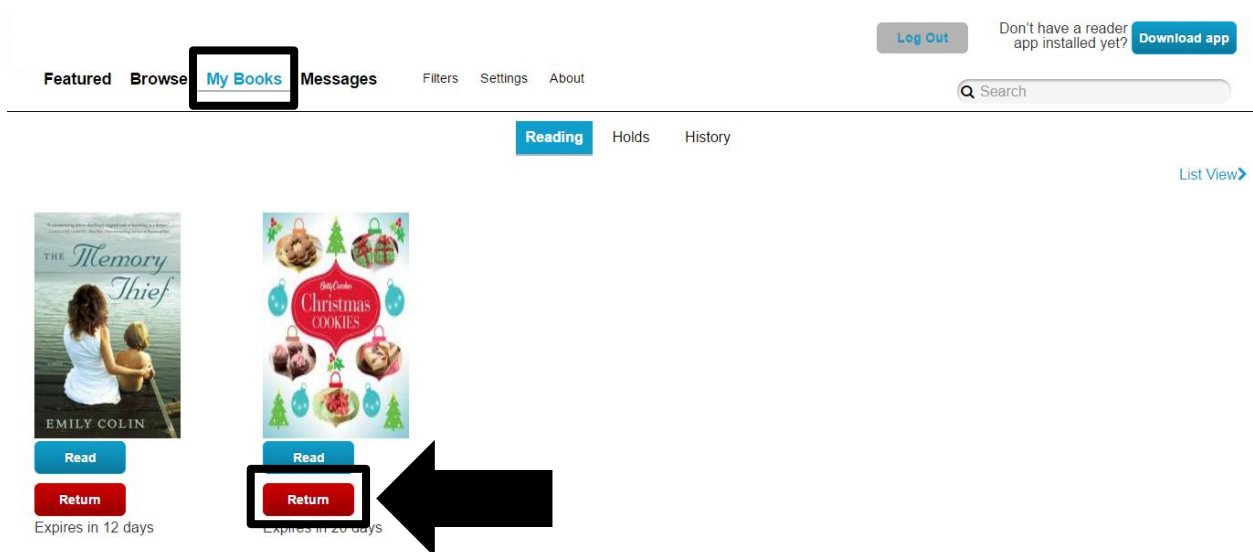 Log Out
Don't have a reader
app installed yet?
Download app
Featured Browse My Books Messages Filters Settings About
Search
Reading Holds History
List View
THE Memory
Thief
EMILY COLIN
Betty Crocker
Christmas
COOKIES
Read Read
Return Return
Expires in 12 days Expires in 20 days